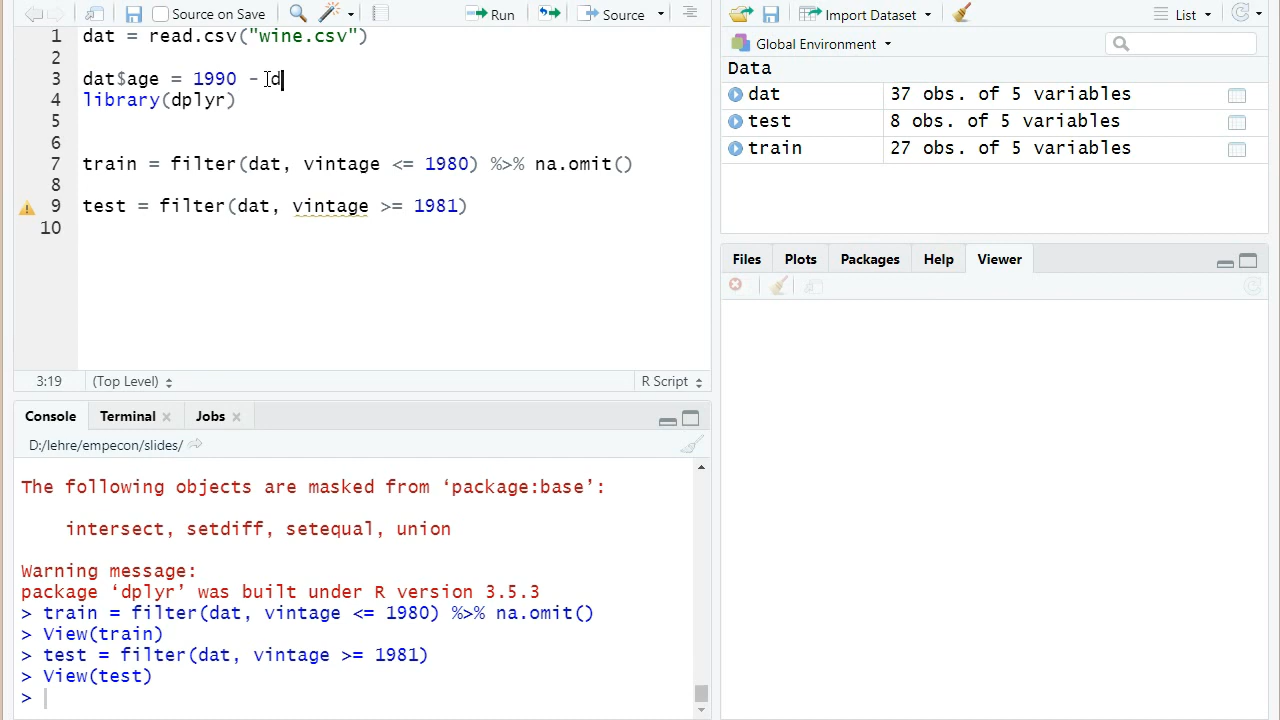 Source on Save
Run
Source
1 dat = read.csv("wine.csv")
2
3 dat$age = 1990 - d
4 library(dplyr)
5
6
7 train = filter(dat, vintage <= 1980) %>% na.omit()
8
9 test = filter(dat, vintage >= 1981)
10
3:19 (Top Level) R Script
Console Terminal Jobs
D:/lehre/empecon/slides/
The following objects are masked from ‘package:base’:
intersect, setdiff, setequal, union
Warning message:
package ‘dplyr’ was built under R version 3.5.3
> train = filter(dat, vintage <= 1980) %>% na.omit()
> View(train)
> test = filter(dat, vintage >= 1981)
> View(test)
>
Import Dataset List
Global Environment
Data
dat 37 obs. of 5 variables
test 8 obs. of 5 variables
train 27 obs. of 5 variables
Files Plots Packages Help Viewer